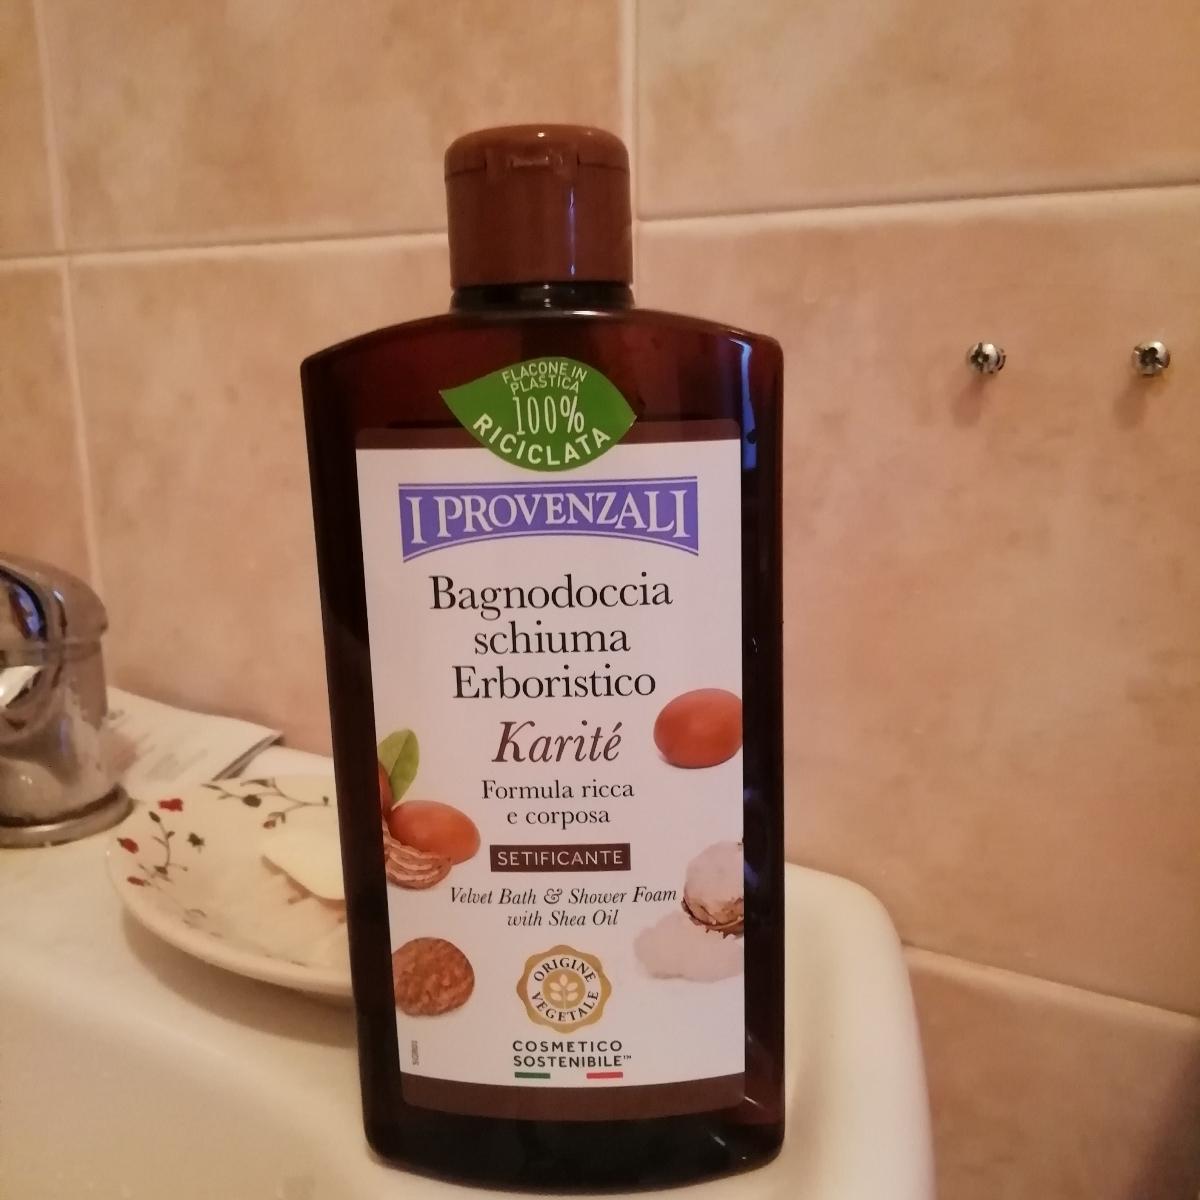 FLACONE IN
PLASTICA
100%
RICICLATA
I PROVENZALI
Bagnodoccia
schiuma
Erboristico
Karité
Formula ricca
e corposa
SETIFICANTE
Velvet Bath & Shower Foam
with Shea Oil
ORIGINE
VEGETALE
COSMETICO
SOSTENIBILE™